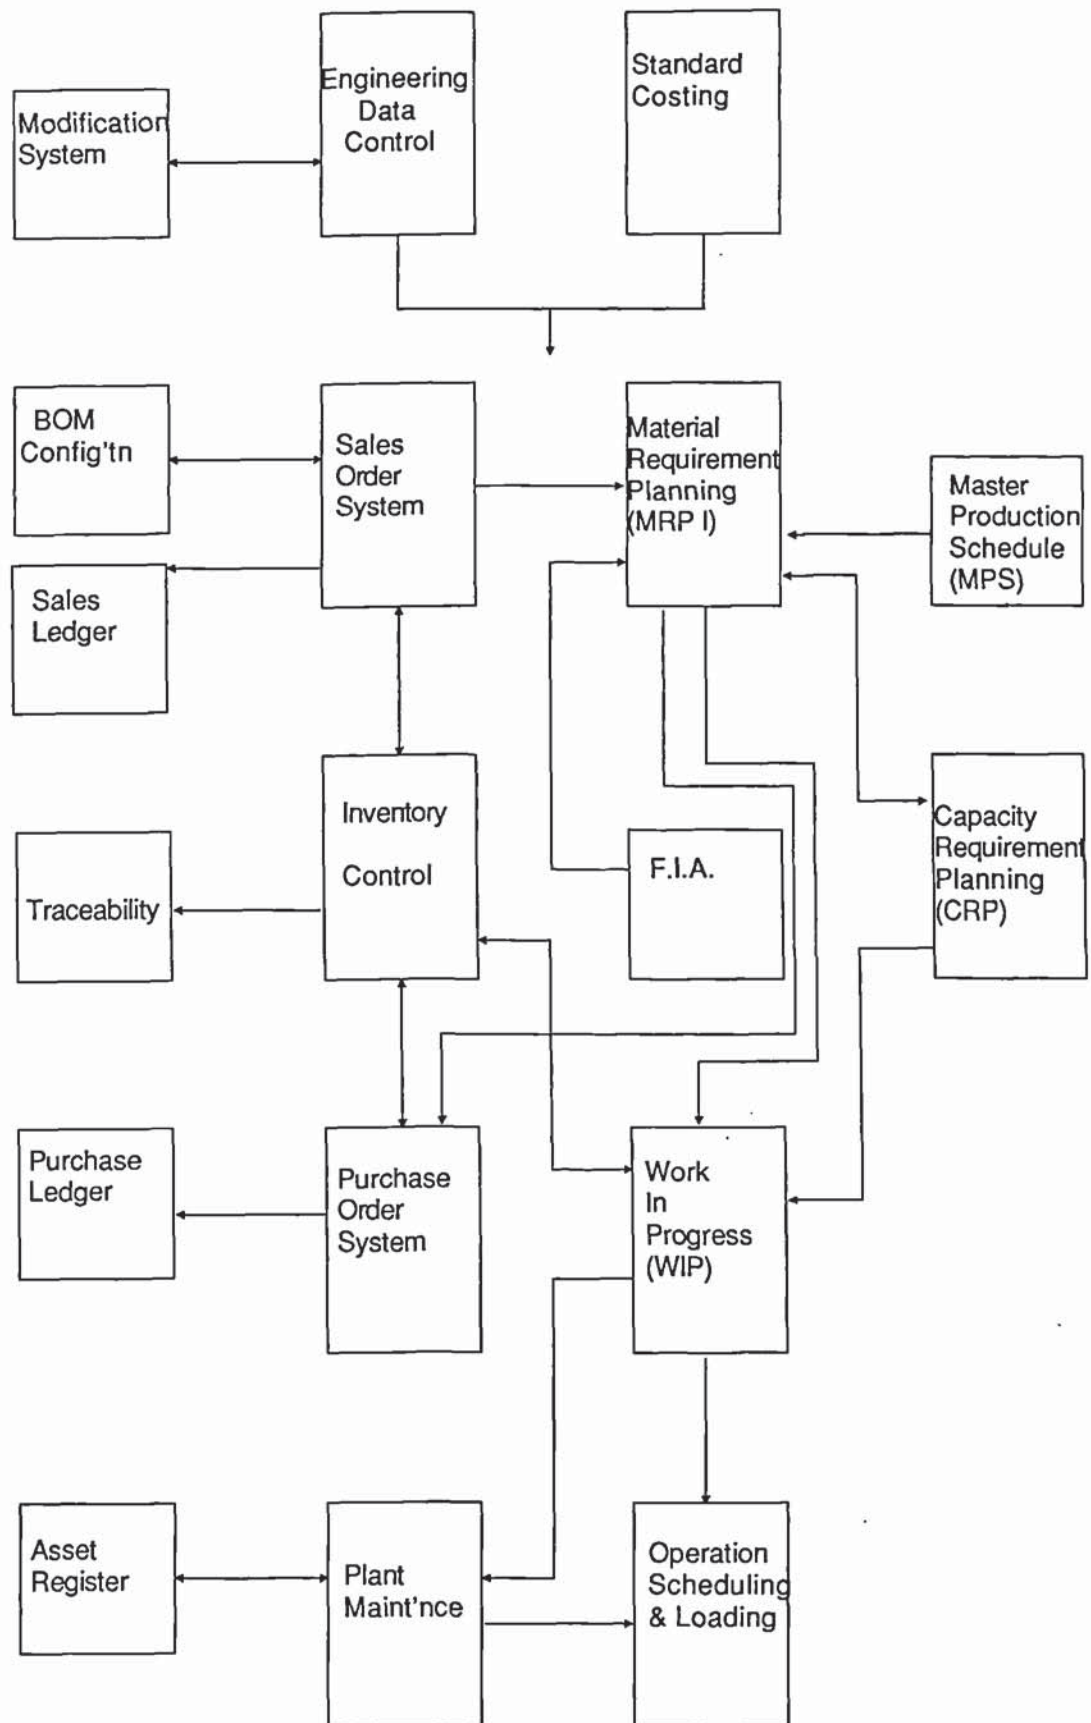 Engineering
Data
Control
Standard
Costing
Modification
System
BOM
Config'tn
Sales
Order
System
Material
Requirement
Planning
(MRP I)
Master
Production
Schedule
(MPS)
Sales
Ledger
Inventory
Control
F.I.A.
Capacity
Requirement
Planning
(CRP)
Traceability
Purchase
Ledger
Purchase
Order
System
Work
In
Progress
(WIP)
Asset
Register
Plant
Maint'nce
Operation
Scheduling
& Loading